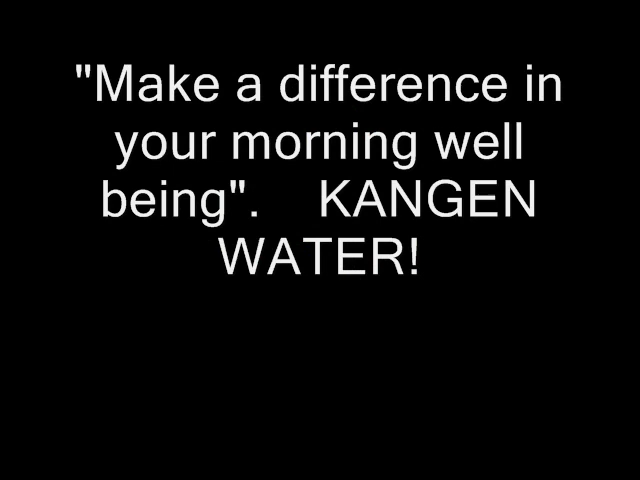 "Make a difference in
your morning well
being".    KANGEN
WATER!